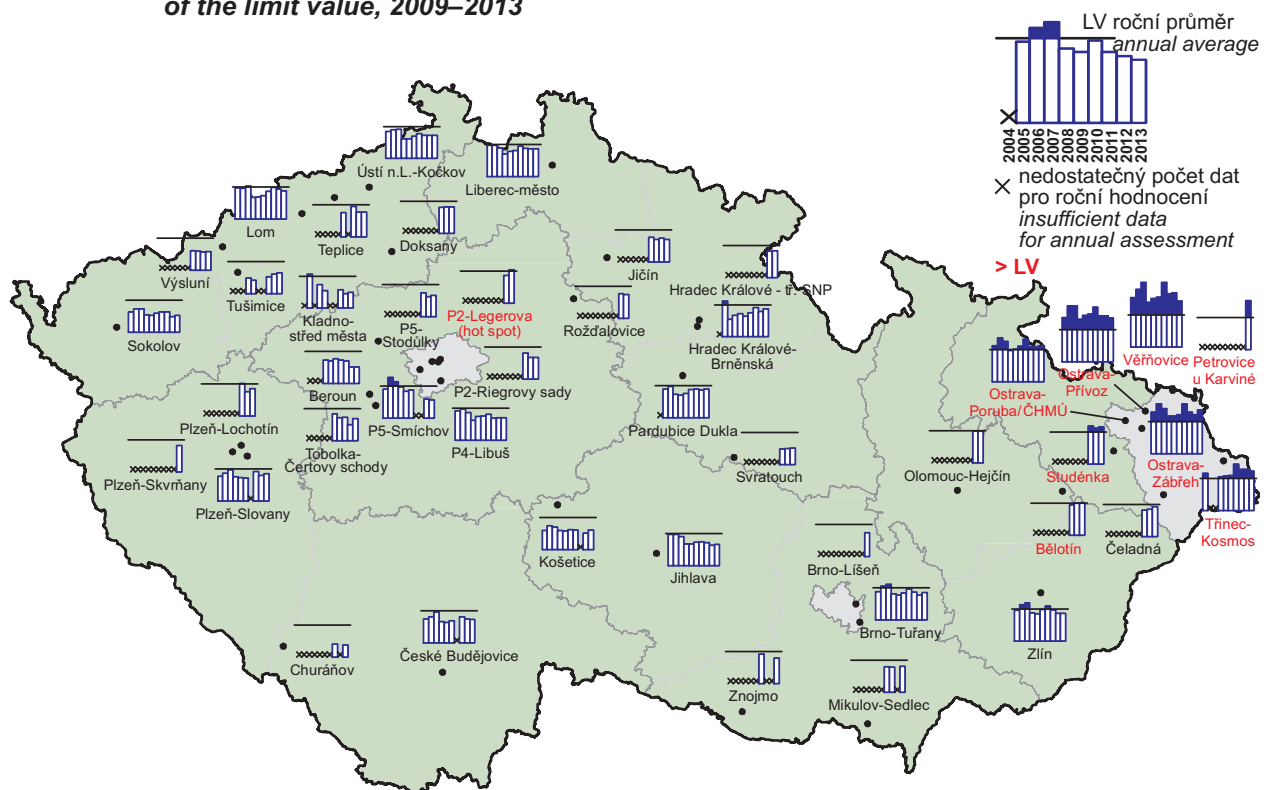 of the limit value, 2009–2013
LV roční průměr
annual average
2004
2005
2006
2007
2008
2009
2010
2011
2012
2013
nedostatečný počet dat
pro roční hodnocení
insufficient data
for annual assessment
> LV
Ústí n.L.-Kočkov
Liberec-město
Lom
Teplice
Doksany
Výsluní
Tušimice
Jičín
Hradec Králové - tř. SNP
Sokolov
Kladno-
střed města
P5-
Stodůlky
P2-Legerova
(hot spot)
Rožďalovice
Hradec Králové-
Brněnská
Věřňovice
Petrovice
u Karviné
Ostrava-
Přívoz
Ostrava-
Poruba/ČHMÚ
Beroun
P2-Riegrovy sady
Plzeň-Lochotín
P5-Smíchov
P4-Libuš
Pardubice Dukla
Tobolka-
Čertovy schody
Plzeň-Skvrňany
Svratouch
Olomouc-Hejčín
Studénka
Ostrava-
Zábřeh
Plzeň-Slovany
Třinec-
Kosmos
Košetice
Jihlava
Brno-Líšeň
Bělotín
Čeladná
Brno-Tuřany
Zlín
Churáňov
České Budějovice
Znojmo
Mikulov-Sedlec